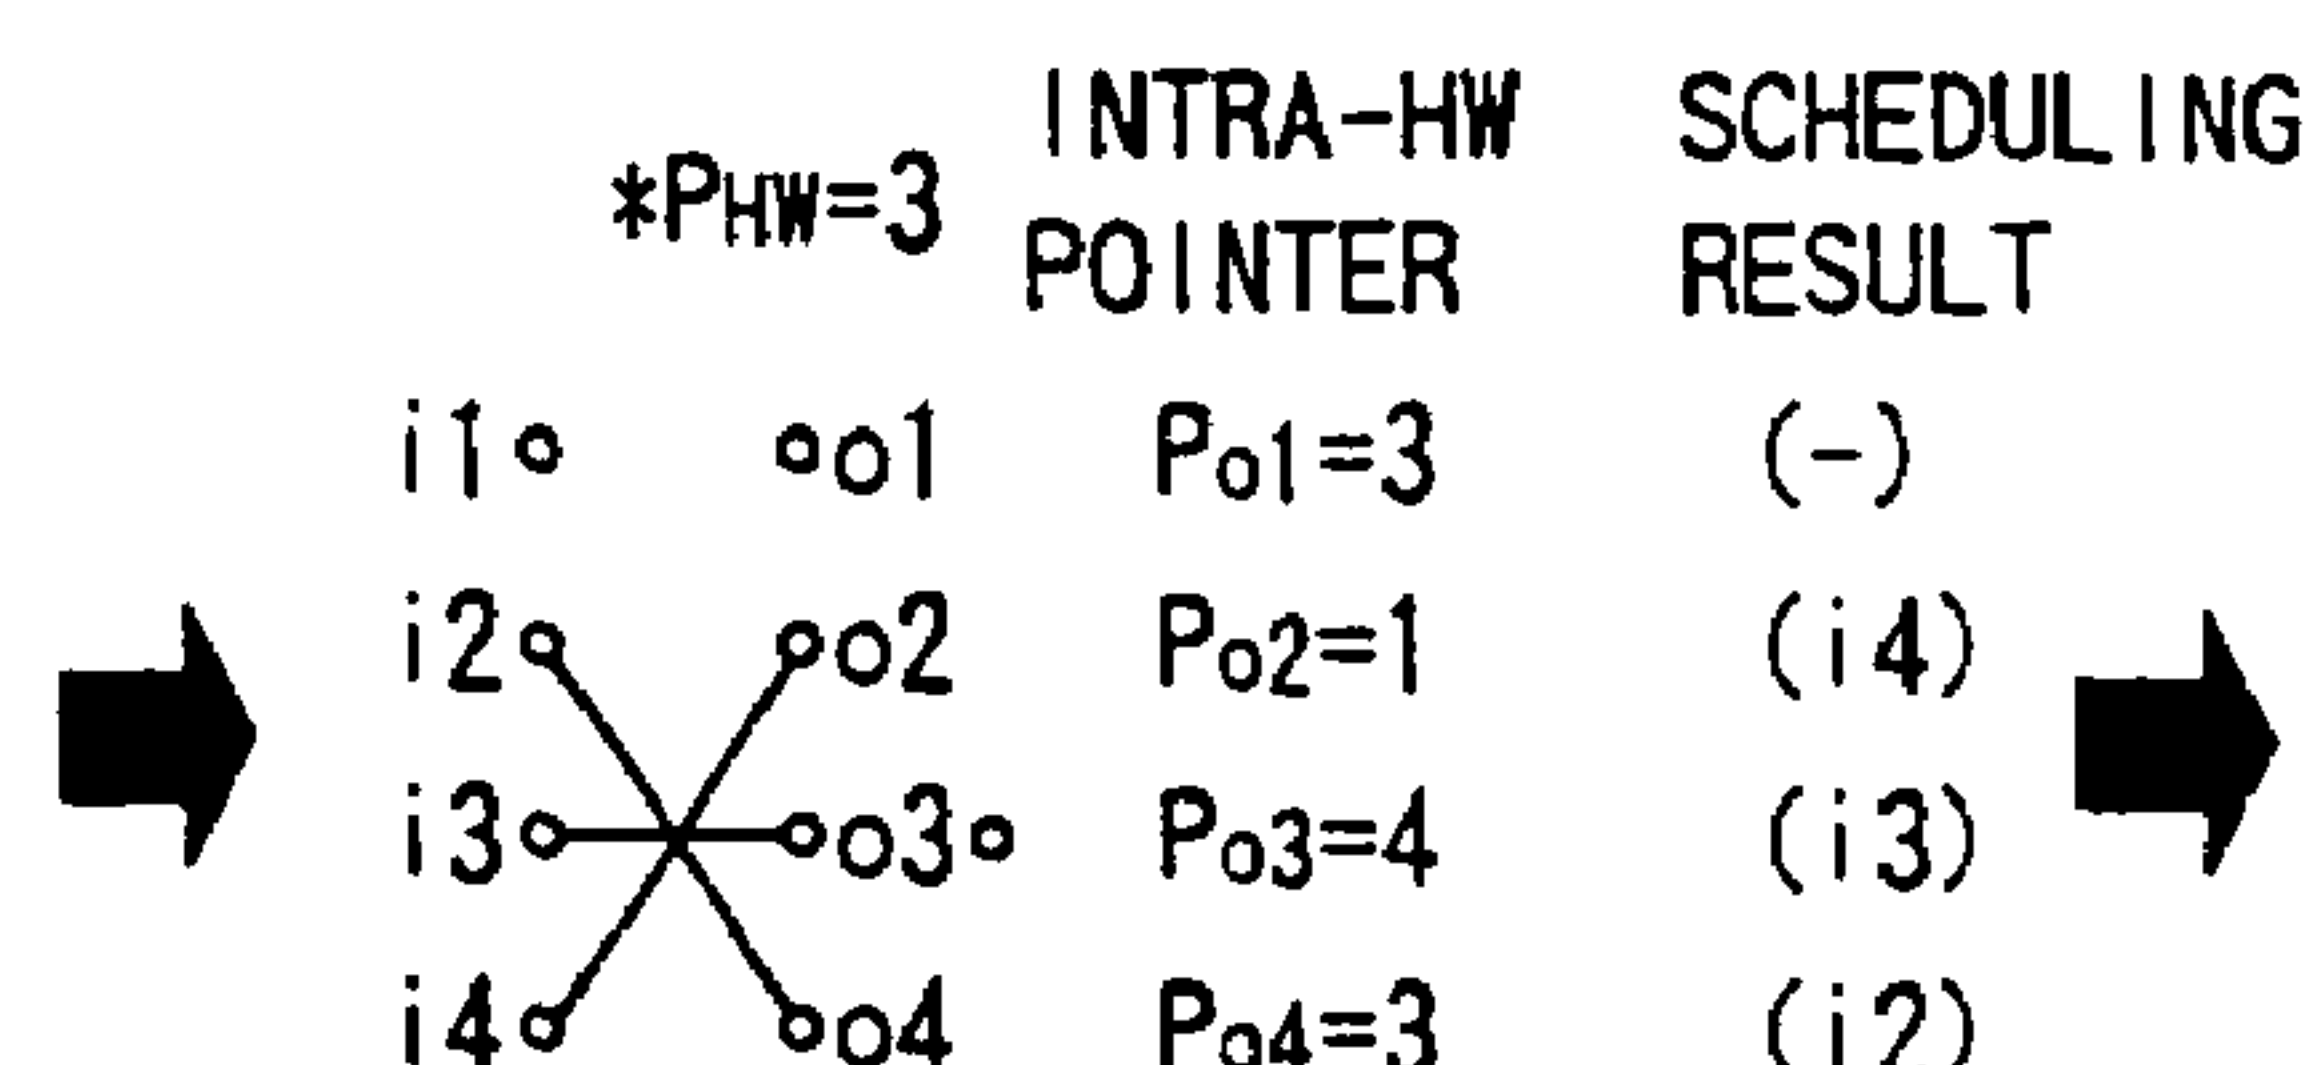 INTRA-HW SCHEDULING
*PHW=3 POINTER RESULT
i1 o1 Po1=3 (-)
i2 o2 Po2=1 (i4)
i3 o3 Po3=4 (i3)
i4 o4 Po4=3 (i2)